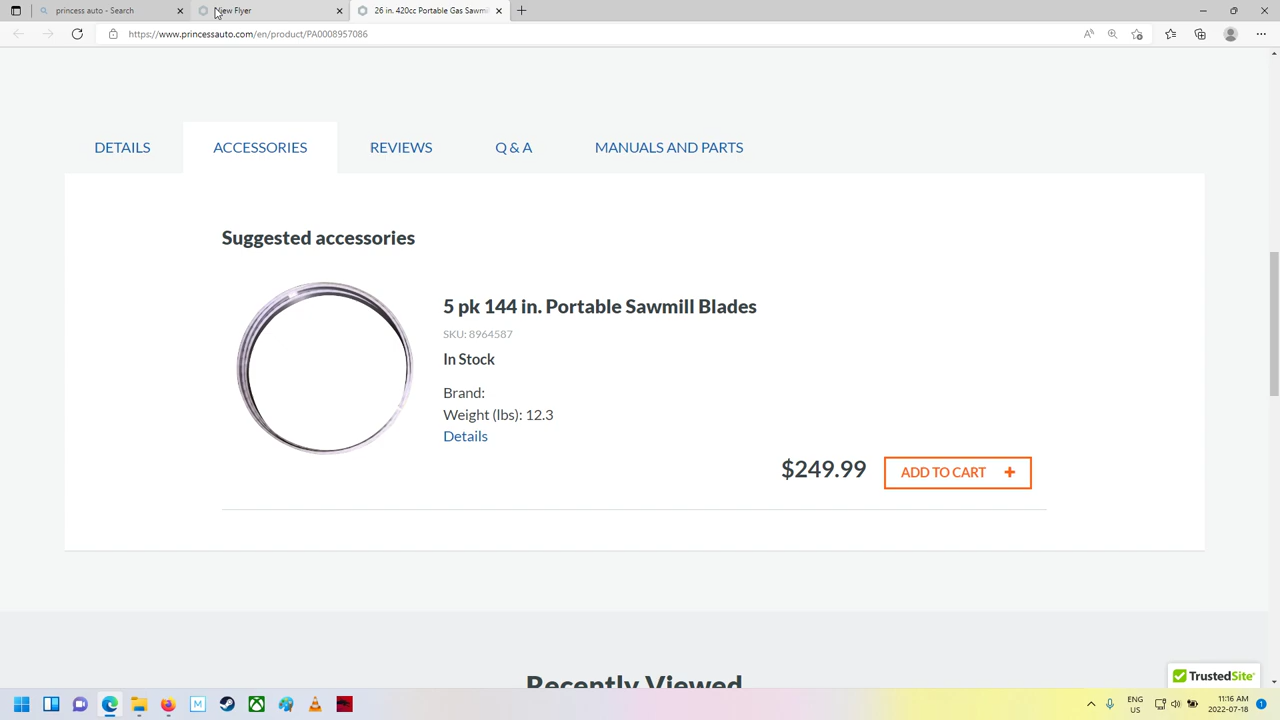 princess auto - Search
View Flyer
26 in. 420cc Portable Gas Sawmi
https://www.princessauto.com/en/product/PA0008957086
DETAILS
ACCESSORIES
REVIEWS
Q & A
MANUALS AND PARTS
Suggested accessories
5 pk 144 in. Portable Sawmill Blades
SKU: 8964587
In Stock
Brand:
Weight (lbs): 12.3
Details
$249.99
ADD TO CART +
Recently Viewed
TrustedSite
ENG
US
11:16 AM
2022-07-18